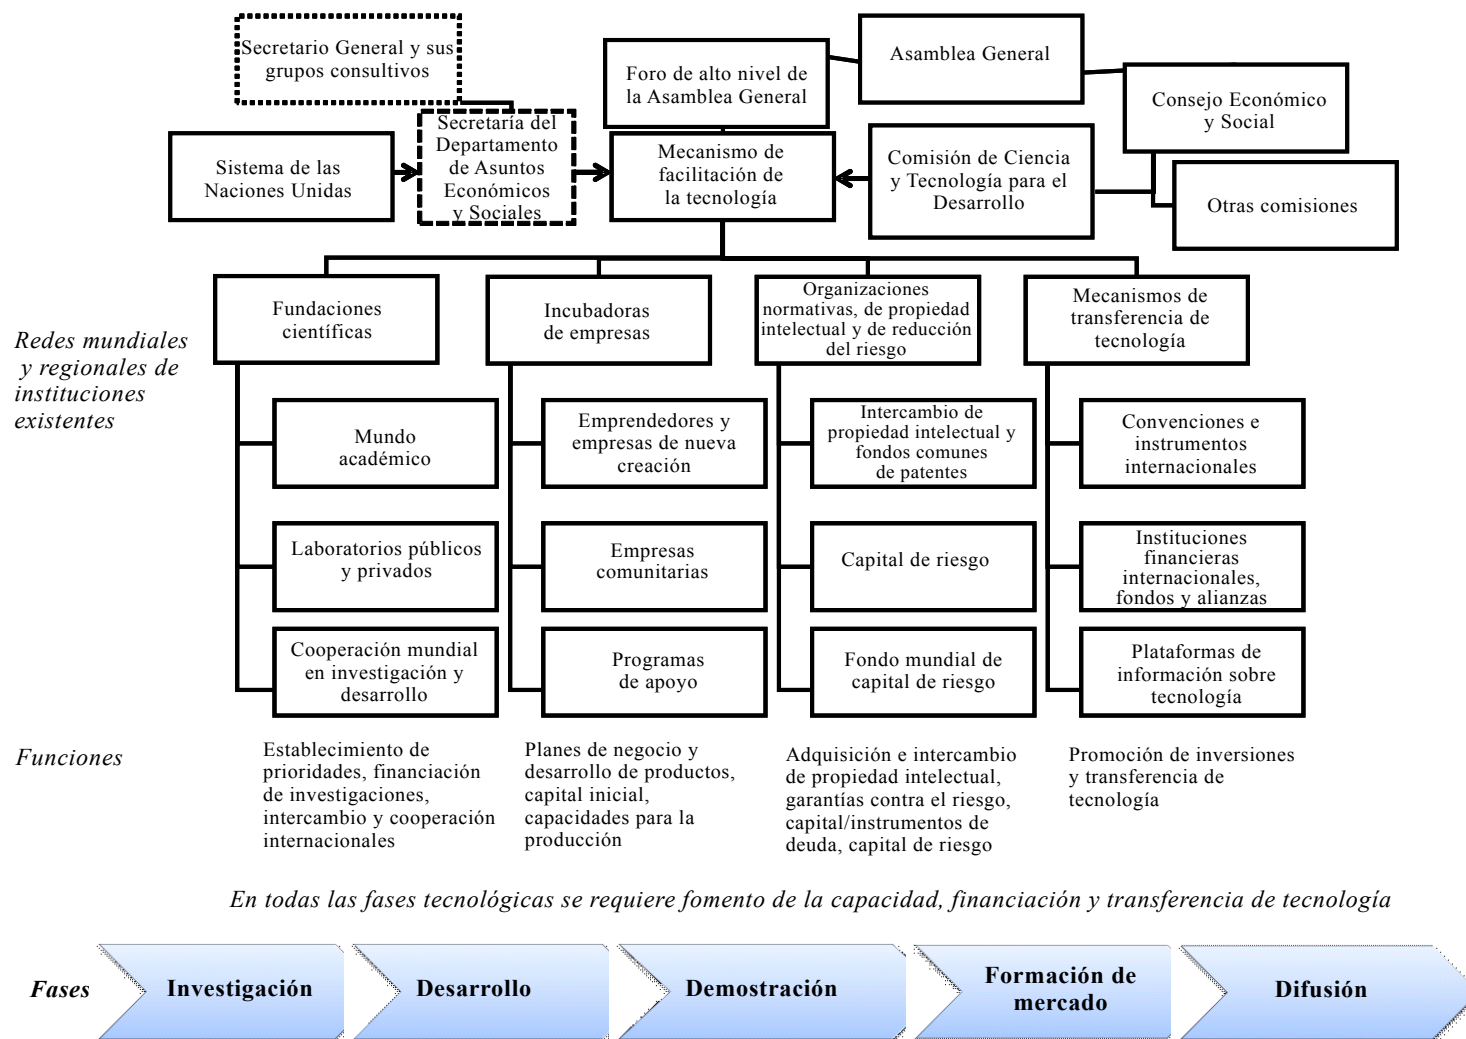 Secretario General y sus
grupos consultivos
Foro de alto nivel de
la Asamblea General
Asamblea General
Consejo Económico
y Social
Sistema de las
Naciones Unidas
Secretaría del
Departamento
de Asuntos
Económicos
y Sociales
Mecanismo de
facilitación de
la tecnología
Comisión de Ciencia
y Tecnología para el
Desarrollo
Otras comisiones
Redes mundiales
y regionales de
instituciones
existentes
Fundaciones
científicas
Incubadoras
de empresas
Organizaciones
normativas, de propiedad
intelectual y de reducción
del riesgo
Mecanismos de
transferencia de
tecnología
Mundo
académico
Emprendedores y
empresas de nueva
creación
Intercambio de
propiedad intelectual y
fondos comunes
de patentes
Convenciones e
instrumentos
internacionales
Laboratorios públicos
y privados
Empresas
comunitarias
Capital de riesgo
Instituciones
financieras
internacionales,
fondos y alianzas
Cooperación mundial
en investigación y
desarrollo
Programas
de apoyo
Fondo mundial de
capital de riesgo
Plataformas de
información sobre
tecnología
Funciones
Establecimiento de
prioridades, financiación
de investigaciones,
intercambio y cooperación
internacionales
Planes de negocio y
desarrollo de productos,
capital inicial,
capacidades para la
producción
Adquisición e intercambio
de propiedad intelectual,
garantías contra el riesgo,
capital/instrumentos de
deuda, capital de riesgo
Promoción de inversiones
y transferencia de
tecnología
En todas las fases tecnológicas se requiere fomento de la capacidad, financiación y transferencia de tecnología
Fases
Investigación
Desarrollo
Demostración
Formación de
mercado
Difusión